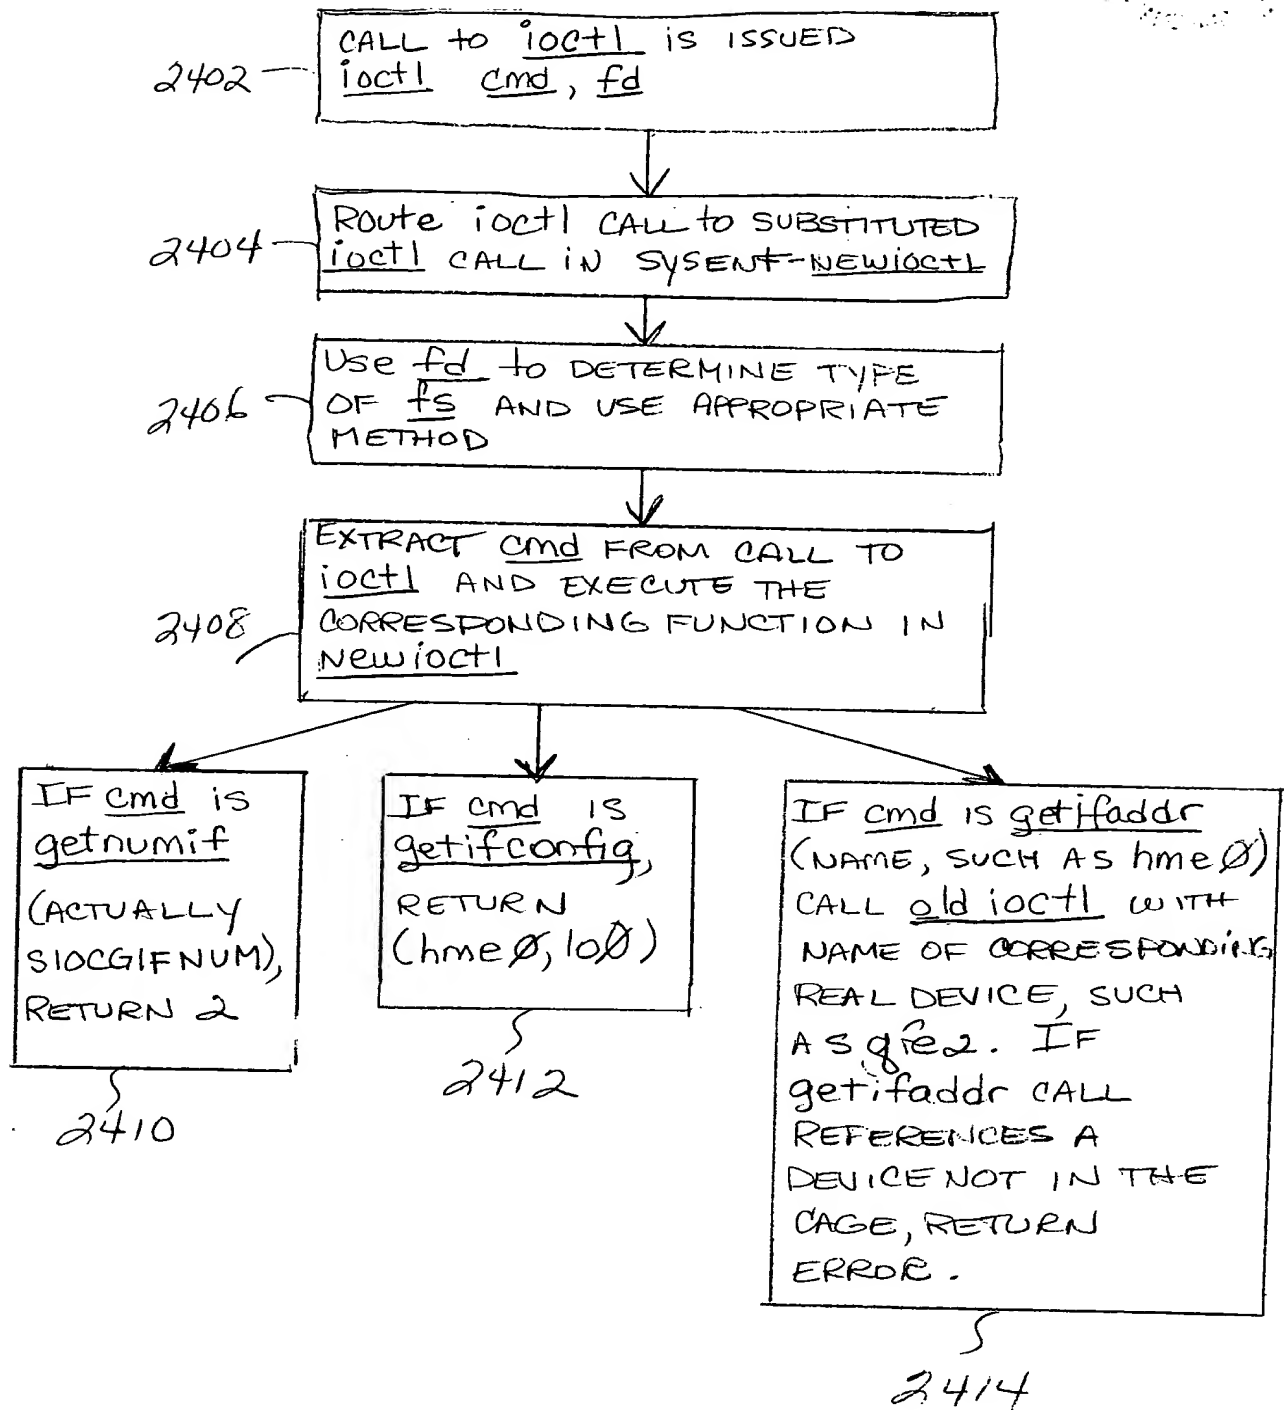 CALL to ioctl is ISSUED
ioctl cmd, fd
2402
Route ioctl CALL to SUBSTITUTED
ioctl CALL iN SYSENT-NEWioctl
2404
Use fd to DETERMINE TYPE
OF fs AND USE APPROPRIATE
METHOD
2406
EXTRACT cmd FROM CALL TO
ioctl AND EXECUTE THE
CORRESPONDING FUNCTION IN
Newioctl
2408
IF cmd is
getnumif
(ACTUALLY
SIOCGIFNUM),
RETURN 2
2410
IF cmd IS
getifconfig,
RETURN
(hme0, lo0)
2412
IF cmd IS getifaddr
(NAME, SUCH AS hme0)
CALL old ioctl WITH
NAME OF CORRESPONDING
REAL DEVICE, SUCH
AS qfe2. IF
getifaddr CALL
REFERENCES A
DEVICE NOT IN THE
CAGE, RETURN
ERROR.
2414